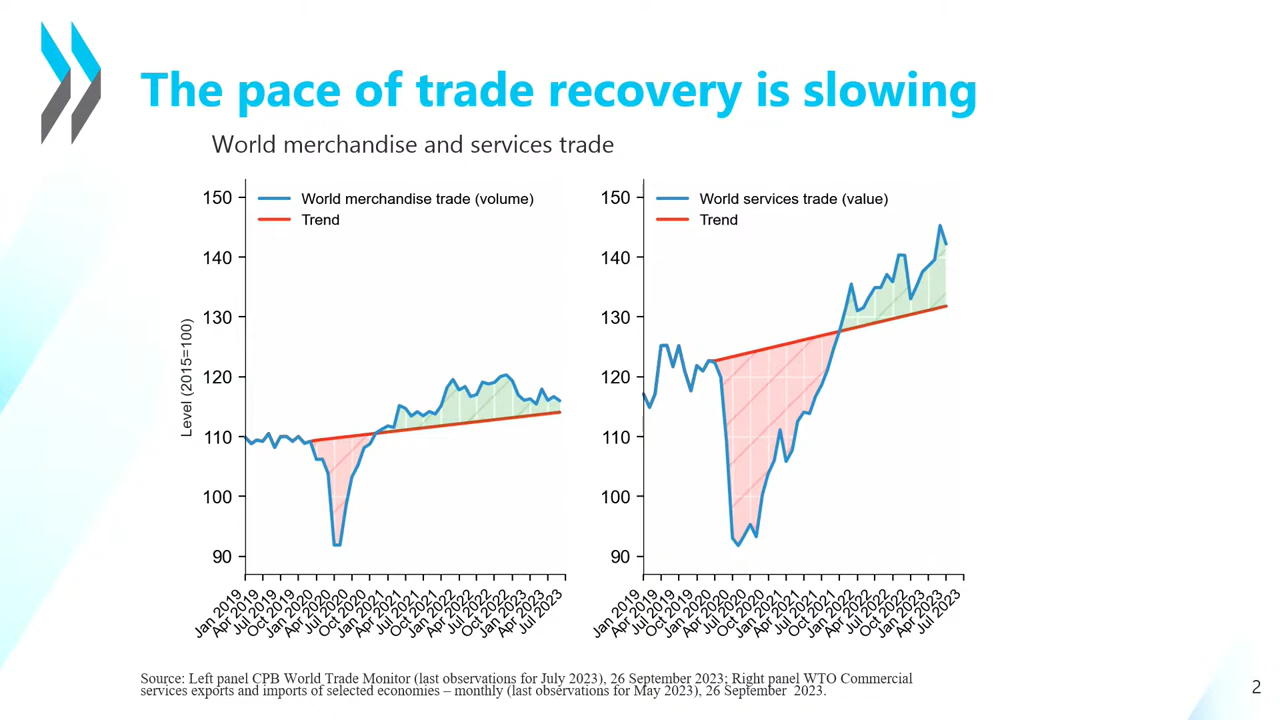 The pace of trade recovery is slowing
World merchandise and services trade
150
140
130
120
110
100
90
Level (2015=100)
World merchandise trade (volume)
Trend
Jan 2019
Apr 2019
Jul 2019
Oct 2019
Jan 2020
Apr 2020
Jul 2020
Oct 2020
Jan 2021
Apr 2021
Jul 2021
Oct 2021
Jan 2022
Apr 2022
Jul 2022
Oct 2022
Jan 2023
Apr 2023
Jul 2023
150
140
130
120
110
100
90
World services trade (value)
Trend
Jan 2019
Apr 2019
Jul 2019
Oct 2019
Jan 2020
Apr 2020
Jul 2020
Oct 2020
Jan 2021
Apr 2021
Jul 2021
Oct 2021
Jan 2022
Apr 2022
Jul 2022
Oct 2022
Jan 2023
Apr 2023
Jul 2023
Source: Left panel CPB World Trade Monitor (last observations for July 2023), 26 September 2023; Right panel WTO Commercial
services exports and imports of selected economies – monthly (last observations for May 2023), 26 September 2023.
2